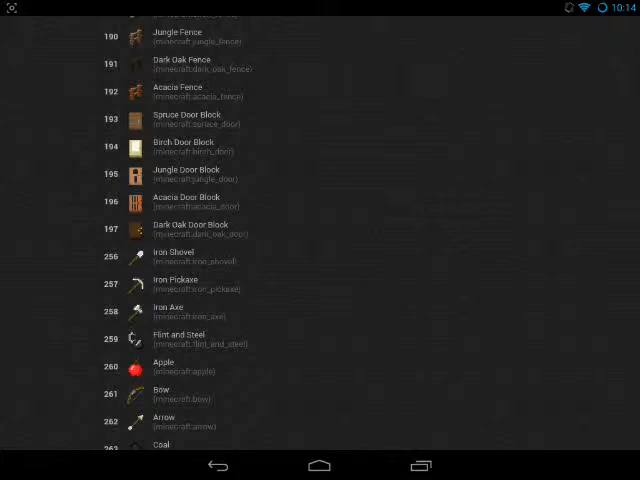 10:14
190 Jungle Fence
(minecraft:jungle_fence)
191 Dark Oak Fence
(minecraft:dark_oak_fence)
192 Acacia Fence
(minecraft:acacia_fence)
193 Spruce Door Block
(minecraft:spruce_door)
194 Birch Door Block
(minecraft:birch_door)
195 Jungle Door Block
(minecraft:jungle_door)
196 Acacia Door Block
(minecraft:acacia_door)
197 Dark Oak Door Block
(minecraft:dark_oak_door)
256 Iron Shovel
(minecraft:iron_shovel)
257 Iron Pickaxe
(minecraft:iron_pickaxe)
258 Iron Axe
(minecraft:iron_axe)
259 Flint and Steel
(minecraft:flint_and_steel)
260 Apple
(minecraft:apple)
261 Bow
(minecraft:bow)
262 Arrow
(minecraft:arrow)
263 Coal